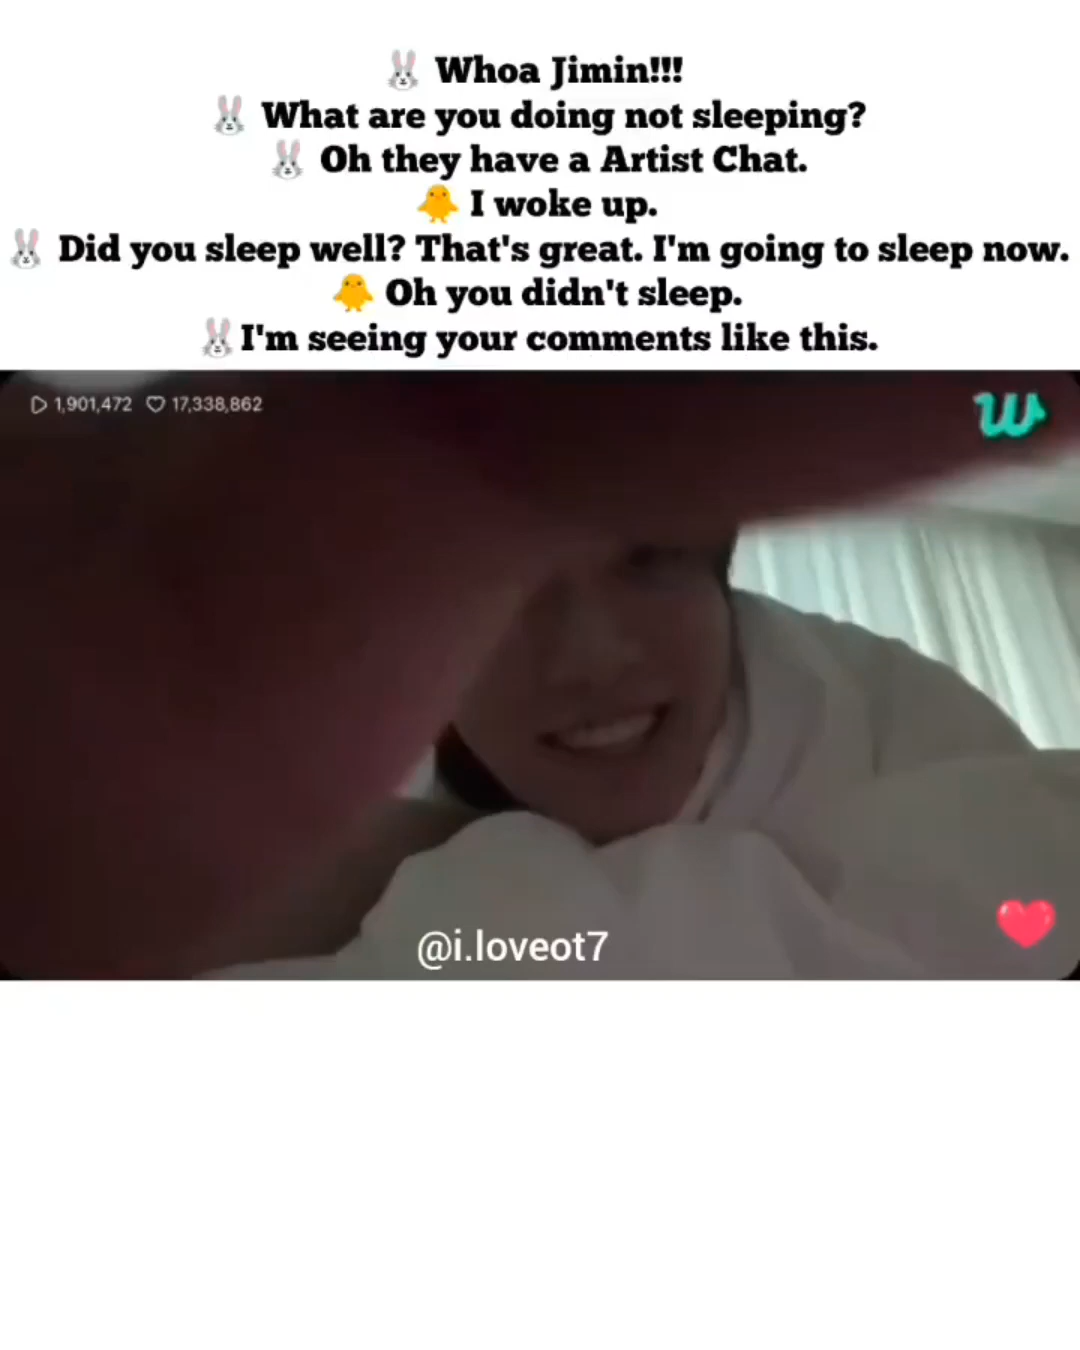 🐰 Whoa Jimin!!!
🐰 What are you doing not sleeping?
🐰 Oh they have a Artist Chat.
🐥 I woke up.
🐰 Did you sleep well? That's great. I'm going to sleep now.
🐥 Oh you didn't sleep.
🐰 I'm seeing your comments like this.
1,901,472 17,338,862
w
@i.loveot7